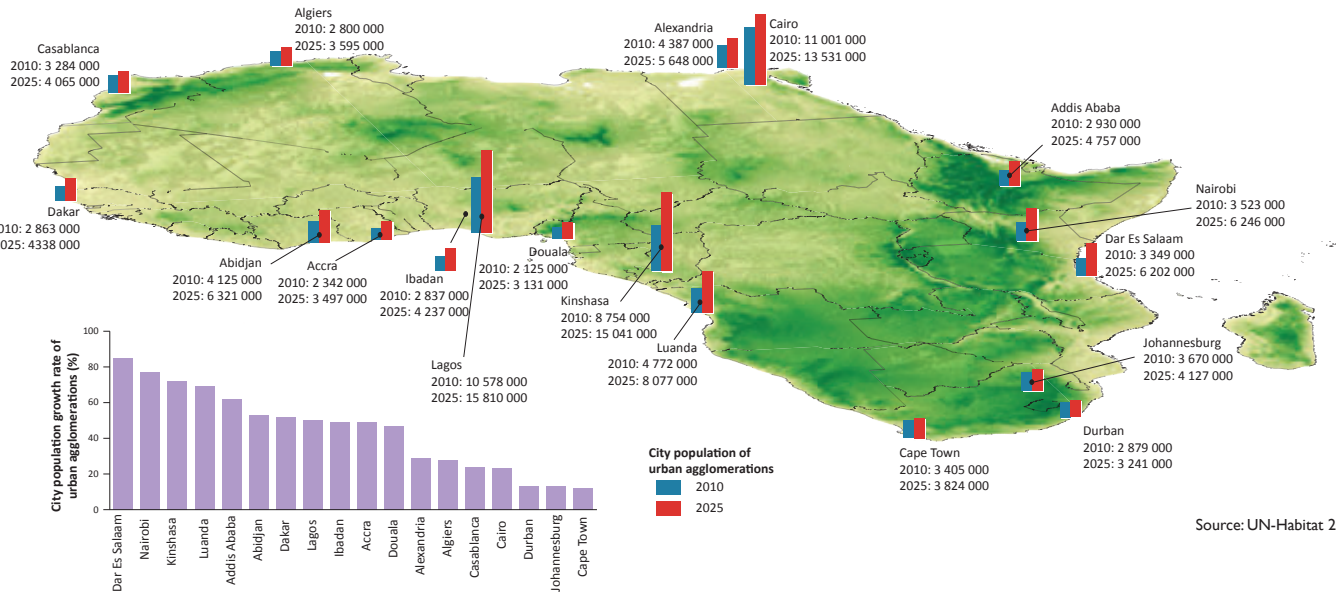 Algiers
2010: 2 800 000
2025: 3 595 000
Casablanca
2010: 3 284 000
2025: 4 065 000
Alexandria
2010: 4 387 000
2025: 5 648 000
Cairo
2010: 11 001 000
2025: 13 531 000
Addis Ababa
2010: 2 930 000
2025: 4 757 000
Nairobi
2010: 3 523 000
2025: 6 246 000
Dar Es Salaam
2010: 3 349 000
2025: 6 202 000
Dakar
010: 2 863 000
025: 4338 000
Abidjan
2010: 4 125 000
2025: 6 321 000
Accra
2010: 2 342 000
2025: 3 497 000
Ibadan
2010: 2 837 000
2025: 4 237 000
Douala
2010: 2 125 000
2025: 3 131 000
Kinshasa
2010: 8 754 000
2025: 15 041 000
Luanda
2010: 4 772 000
2025: 8 077 000
Lagos
2010: 10 578 000
2025: 15 810 000
Johannesburg
2010: 3 670 000
2025: 4 127 000
Durban
2010: 2 879 000
2025: 3 241 000
Cape Town
2010: 3 405 000
2025: 3 824 000
City population growth rate of
urban agglomerations (%)
100
80
60
40
20
0
Dar Es Salaam
Nairobi
Kinshasa
Luanda
Addis Ababa
Abidjan
Dakar
Lagos
Ibadan
Accra
Douala
Alexandria
Algiers
Casablanca
Cairo
Durban
Johannesburg
Cape Town
City population of
urban agglomerations
2010
2025
Source: UN-Habitat 2